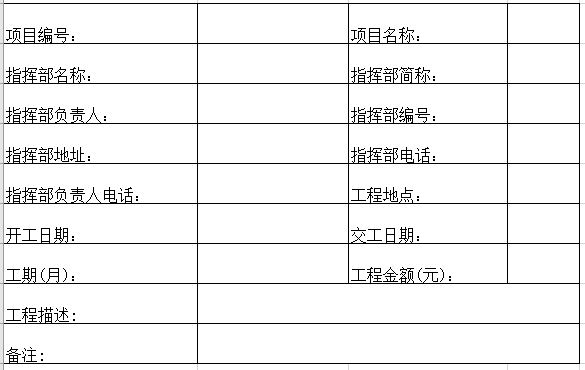 项目编号： 项目名称：
指挥部名称： 指挥部简称：
指挥部负责人： 指挥部编号：
指挥部地址： 指挥部电话：
指挥部负责人电话： 工程地点：
开工日期： 交工日期：
工期(月)： 工程金额(元)：
工程描述:
备注: